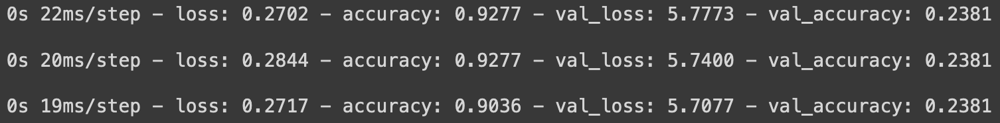 0s 22ms/step – loss: 0.2702 – accuracy: 0.9277 – val_loss: 5.7773 – val_accuracy: 0.2381
0s 20ms/step – loss: 0.2844 – accuracy: 0.9277 – val_loss: 5.7400 – val_accuracy: 0.2381
0s 19ms/step – loss: 0.2717 – accuracy: 0.9036 – val_loss: 5.7077 – val_accuracy: 0.2381